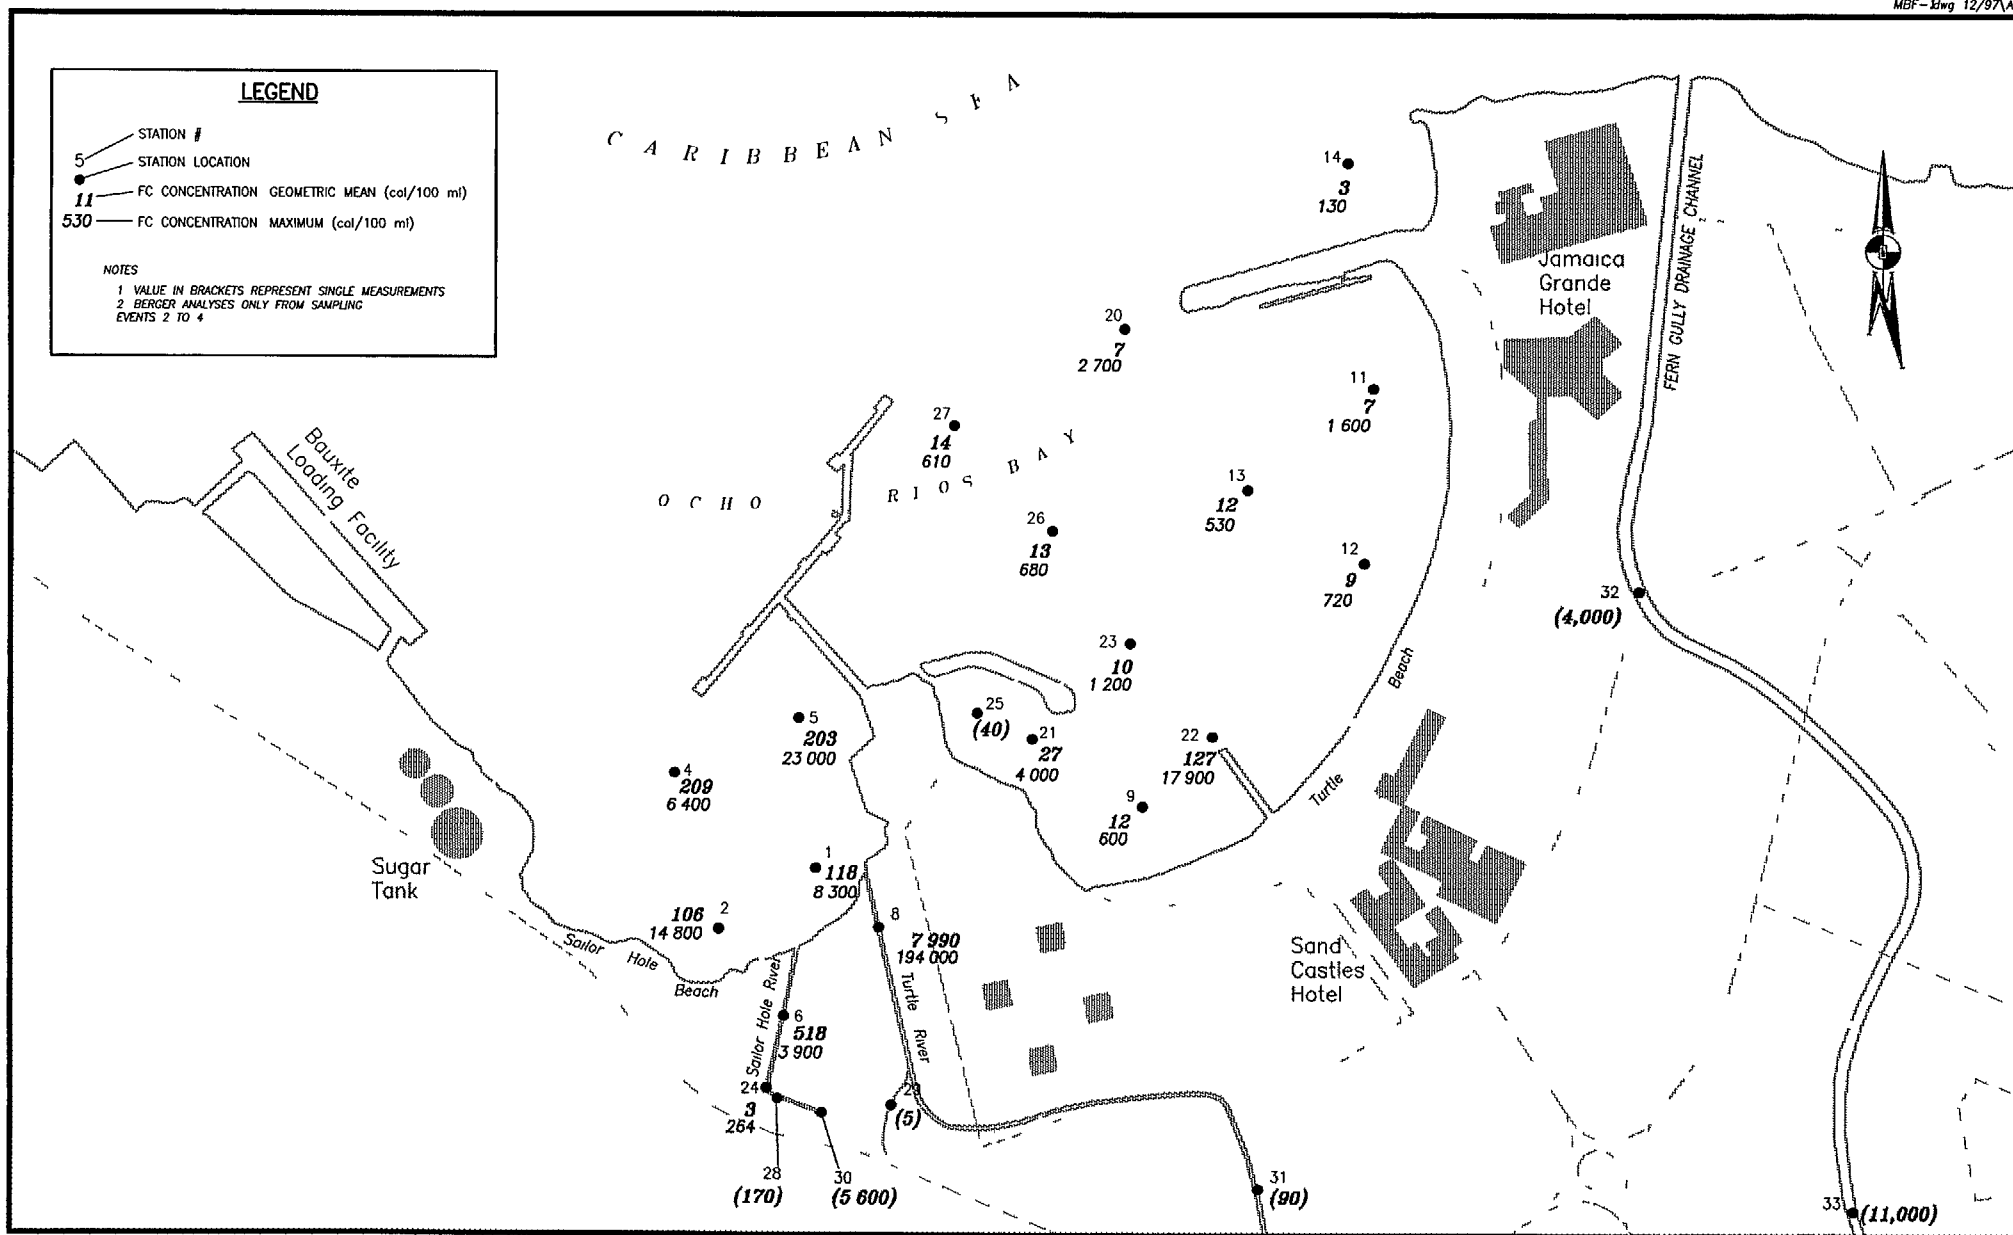 MBF-1dwg 12/97\A
LEGEND
STATION #
5
STATION LOCATION
11
FC CONCENTRATION GEOMETRIC MEAN (col/100 ml)
530
FC CONCENTRATION MAXIMUM (col/100 ml)
NOTES
1 VALUE IN BRACKETS REPRESENT SINGLE MEASUREMENTS
2 BERGER ANALYSES ONLY FROM SAMPLING
EVENTS 2 TO 4
CARIBBEAN SEA
14
3
130
Jamaica
Grande
Hotel
FERN GULLY DRAINAGE CHANNEL
N
20
7
2 700
11
7
1 600
27
14
610
Bauxite
Loading Facility
OCHO RIOS BAY
13
12
530
26
13
680
12
9
720
32
(4,000)
23
10
1 200
Turtle Beach
5
203
23 000
25
(40)
21
27
4 000
22
127
17 900
4
209
6 400
9
12
600
Sugar
Tank
1
118
8 300
2
106
14 800
8
7 990
194 000
Sailor Hole Beach
Sand
Castles
Hotel
Sailor Hole River
Turtle River
6
518
3 900
24
3
264
(5)
28
(170)
30
(5 600)
31
(90)
33
(11,000)